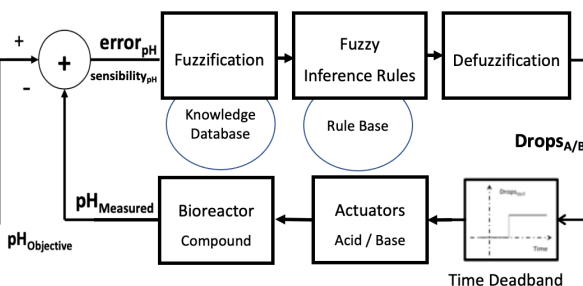 +
error_pH
sensibility_pH
-
+
Fuzzification
Fuzzy
Inference Rules
Defuzzification
Knowledge
Database
Rule Base
Drops_A/B
pH_Measured
pH_Objective
Bioreactor
Compound
Actuators
Acid / Base
Drops_OUT
Time
Time Deadband